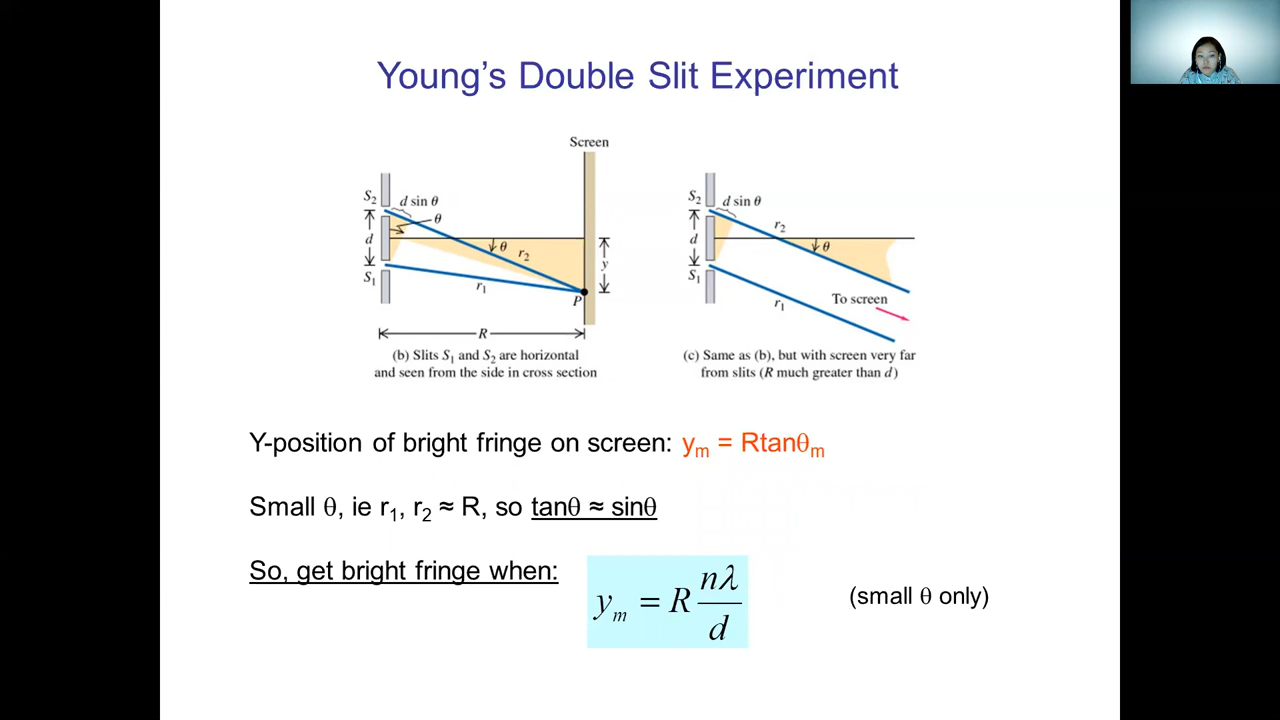 Young's Double Slit Experiment
Screen
S₂
d sin θ
θ
d
θ
r₂
y
S₁
r₁
P
R
(b) Slits S₁ and S₂ are horizontal
and seen from the side in cross section
S₂
d sin θ
r₂
d
θ
S₁
r₁
To screen
(c) Same as (b), but with screen very far
from slits (R much greater than d)
Y-position of bright fringe on screen: yₘ = Rtanθₘ
Small θ, ie r₁, r₂ ≈ R, so tanθ ≈ sinθ
So, get bright fringe when:
yₘ = R nλ/d
(small θ only)